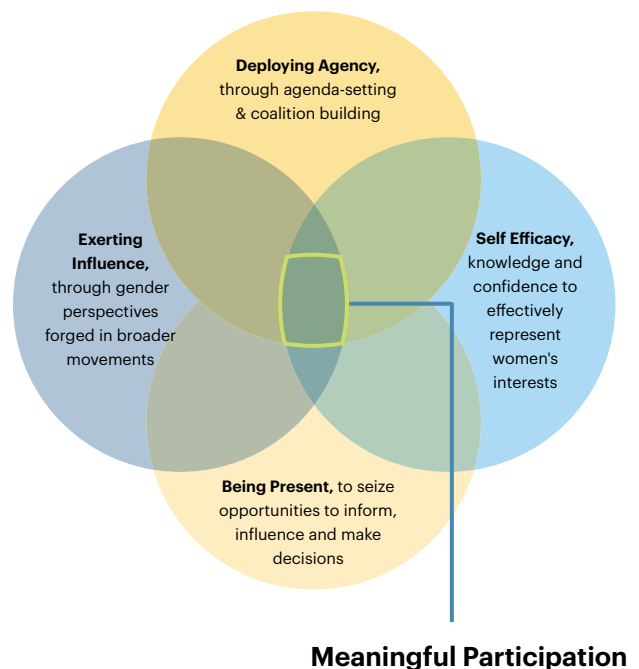 Deploying Agency,
through agenda-setting
& coalition building
Exerting
Influence,
through gender
perspectives
forged in broader
movements
Self Efficacy,
knowledge and
confidence to
effectively
represent
women's
interests
Being Present, to seize
opportunities to inform,
influence and make
decisions
Meaningful Participation